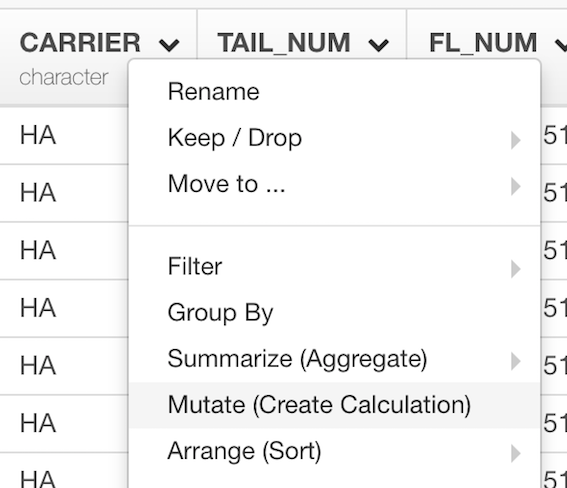 CARRIER TAIL_NUM FL_NUM
character
Rename
HA 51
Keep / Drop
Move to ...
HA 51
HA 51
Filter
HA 51
Group By
HA 51
Summarize (Aggregate)
HA 51
Mutate (Create Calculation)
Arrange (Sort)
HA 51